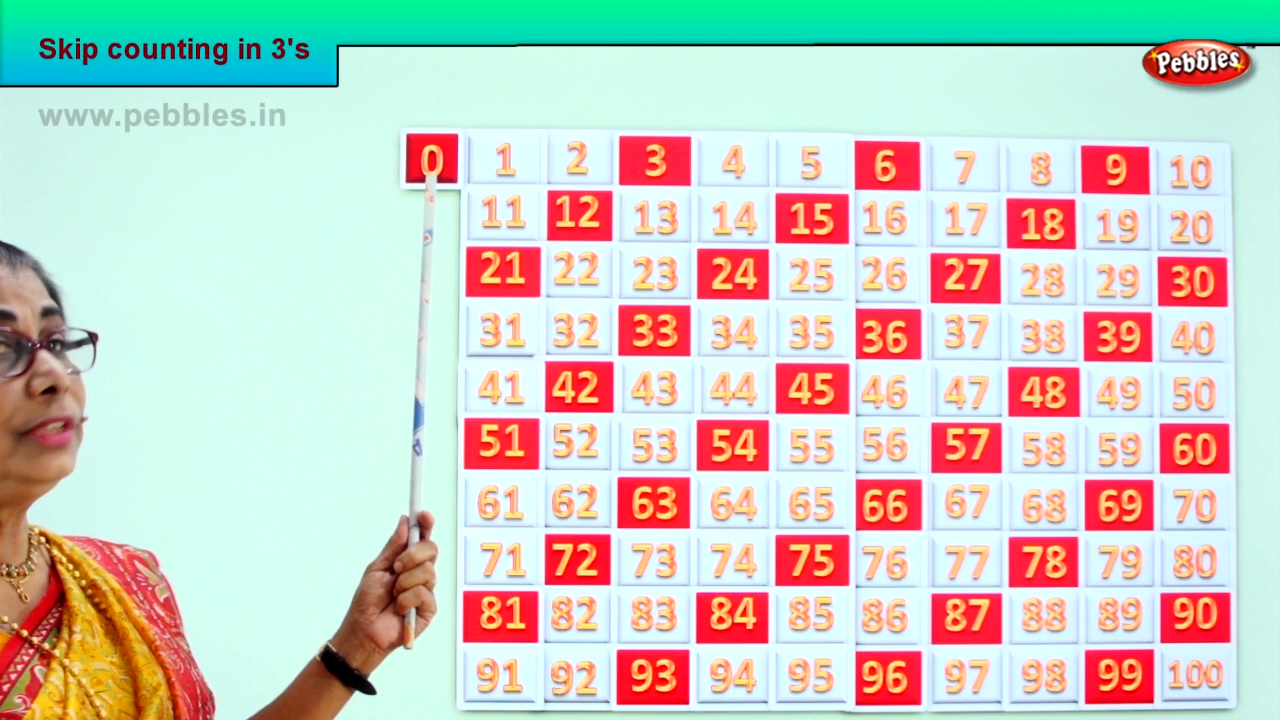 Skip counting in 3's
Pebbles
www.pebbles.in
0 1 2 3 4 5 6 7 8 9 10
11 12 13 14 15 16 17 18 19 20
21 22 23 24 25 26 27 28 29 30
31 32 33 34 35 36 37 38 39 40
41 42 43 44 45 46 47 48 49 50
51 52 53 54 55 56 57 58 59 60
61 62 63 64 65 66 67 68 69 70
71 72 73 74 75 76 77 78 79 80
81 82 83 84 85 86 87 88 89 90
91 92 93 94 95 96 97 98 99 100